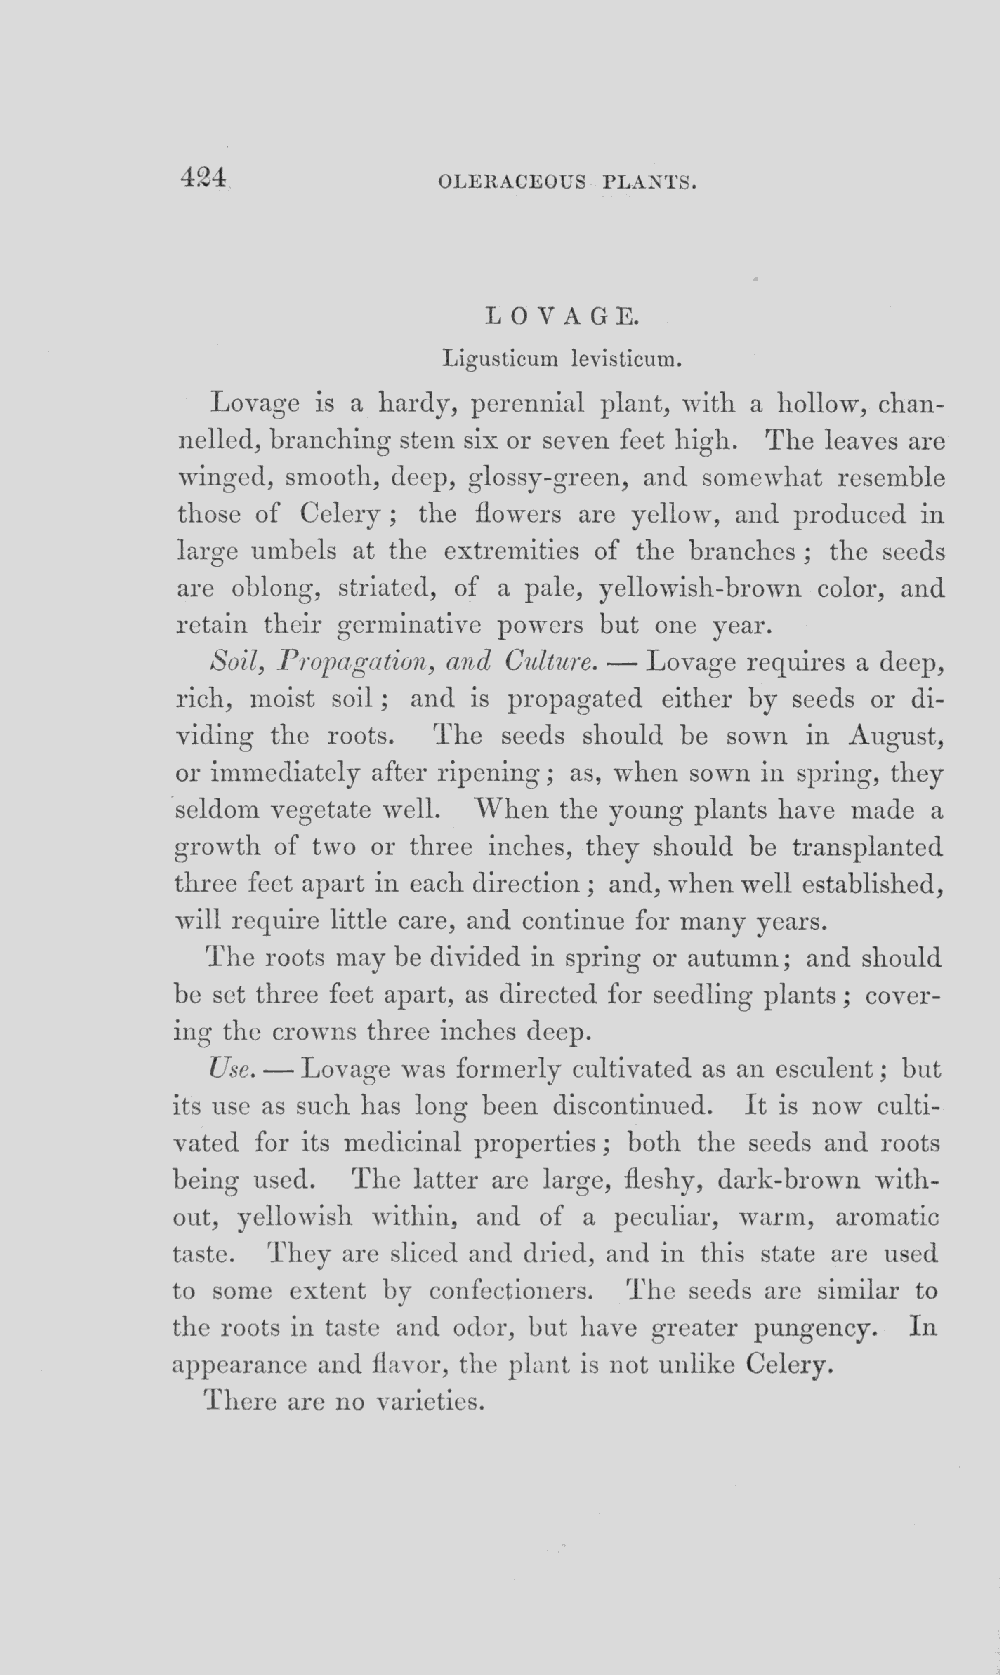 424 OLERACEOUS PLANTS.
LOVAGE.
Ligusticum levisticum.
Lovage is a hardy, perennial plant, with a hollow, chan-
nelled, branching stem six or seven feet high. The leaves are
winged, smooth, deep, glossy-green, and somewhat resemble
those of Celery; the flowers are yellow, and produced in
large umbels at the extremities of the branches; the seeds
are oblong, striated, of a pale, yellowish-brown color, and
retain their germinative powers but one year.
Soil, Propagation, and Culture. — Lovage requires a deep,
rich, moist soil; and is propagated either by seeds or di-
viding the roots. The seeds should be sown in August,
or immediately after ripening; as, when sown in spring, they
seldom vegetate well. When the young plants have made a
growth of two or three inches, they should be transplanted
three feet apart in each direction; and, when well established,
will require little care, and continue for many years.
The roots may be divided in spring or autumn; and should
be set three feet apart, as directed for seedling plants; cover-
ing the crowns three inches deep.
Use. — Lovage was formerly cultivated as an esculent; but
its use as such has long been discontinued. It is now culti-
vated for its medicinal properties; both the seeds and roots
being used. The latter are large, fleshy, dark-brown with-
out, yellowish within, and of a peculiar, warm, aromatic
taste. They are sliced and dried, and in this state are used
to some extent by confectioners. The seeds are similar to
the roots in taste and odor, but have greater pungency. In
appearance and flavor, the plant is not unlike Celery.
There are no varieties.